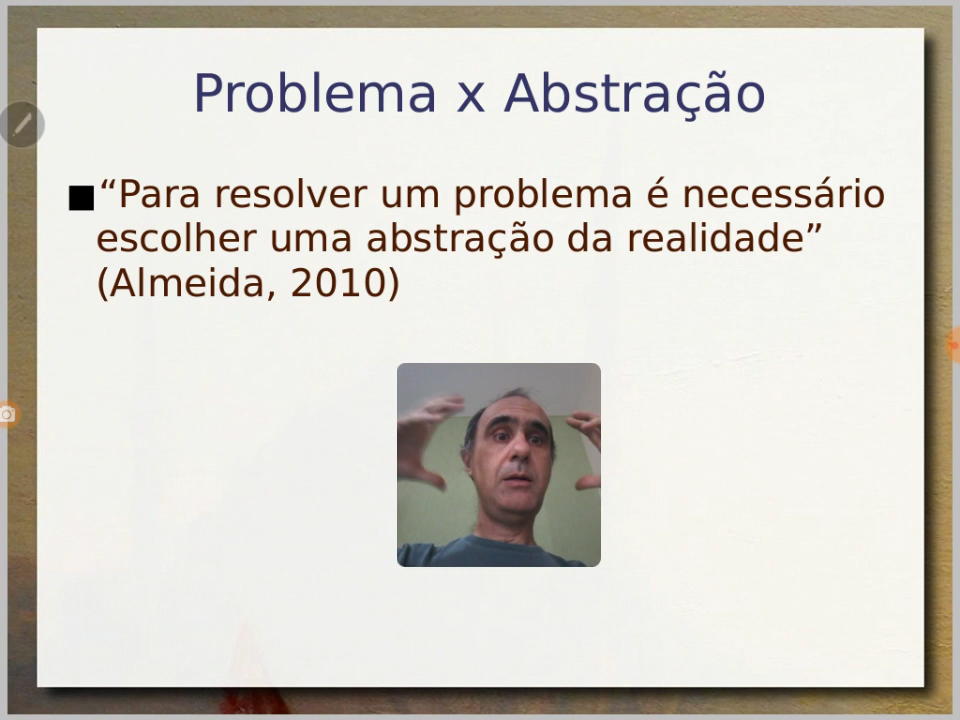 Problema x Abstração
“Para resolver um problema é necessário
escolher uma abstração da realidade”
(Almeida, 2010)